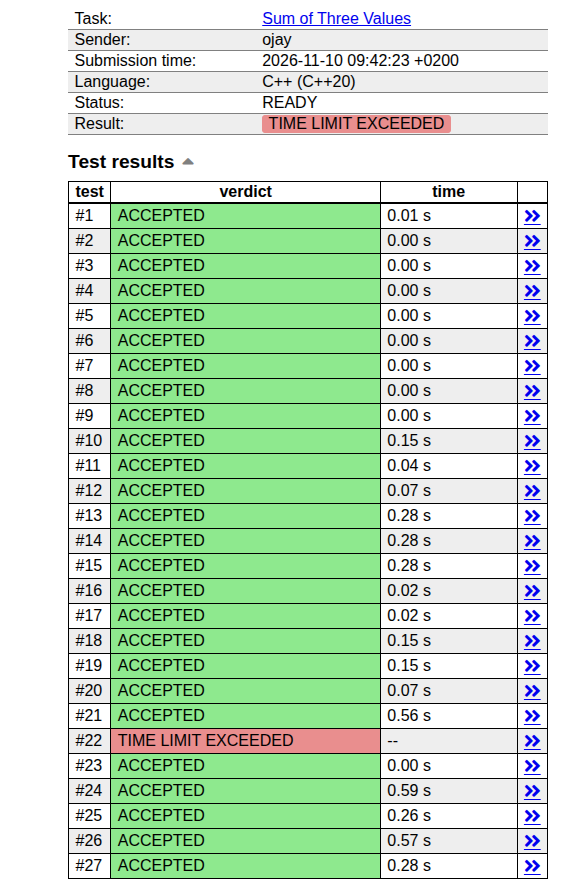 Task: Sum of Three Values
Sender: ojay
Submission time: 2026-11-10 09:42:23 +0200
Language: C++ (C++20)
Status: READY
Result: TIME LIMIT EXCEEDED
Test results
test verdict time
#1 ACCEPTED 0.01 s
#2 ACCEPTED 0.00 s
#3 ACCEPTED 0.00 s
#4 ACCEPTED 0.00 s
#5 ACCEPTED 0.00 s
#6 ACCEPTED 0.00 s
#7 ACCEPTED 0.00 s
#8 ACCEPTED 0.00 s
#9 ACCEPTED 0.00 s
#10 ACCEPTED 0.15 s
#11 ACCEPTED 0.04 s
#12 ACCEPTED 0.07 s
#13 ACCEPTED 0.28 s
#14 ACCEPTED 0.28 s
#15 ACCEPTED 0.28 s
#16 ACCEPTED 0.02 s
#17 ACCEPTED 0.02 s
#18 ACCEPTED 0.15 s
#19 ACCEPTED 0.15 s
#20 ACCEPTED 0.07 s
#21 ACCEPTED 0.56 s
#22 TIME LIMIT EXCEEDED --
#23 ACCEPTED 0.00 s
#24 ACCEPTED 0.59 s
#25 ACCEPTED 0.26 s
#26 ACCEPTED 0.57 s
#27 ACCEPTED 0.28 s